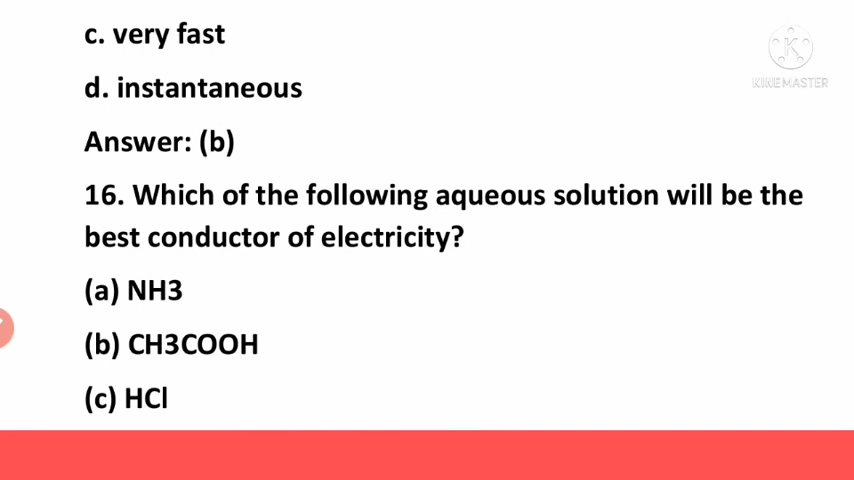 c. very fast
KINEMASTER
d. instantaneous
Answer: (b)
16. Which of the following aqueous solution will be the
best conductor of electricity?
(a) NH3
(b) CH3COOH
(c) HCl